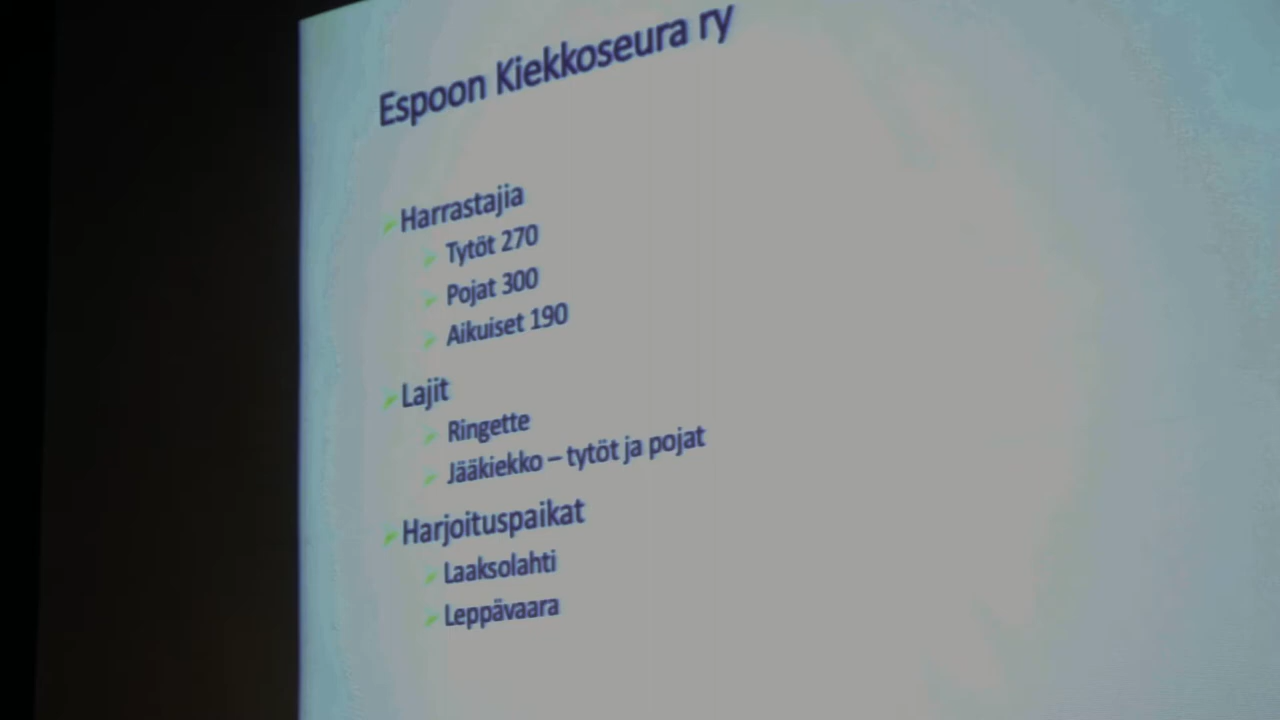 Espoon Kiekkoseura ry
Harrastajia
Tytöt 270
Pojat 300
Aikuiset 190
Lajit
Ringette
Jääkiekko – tytöt ja pojat
Harjoituspaikat
Laaksolahti
Leppävaara